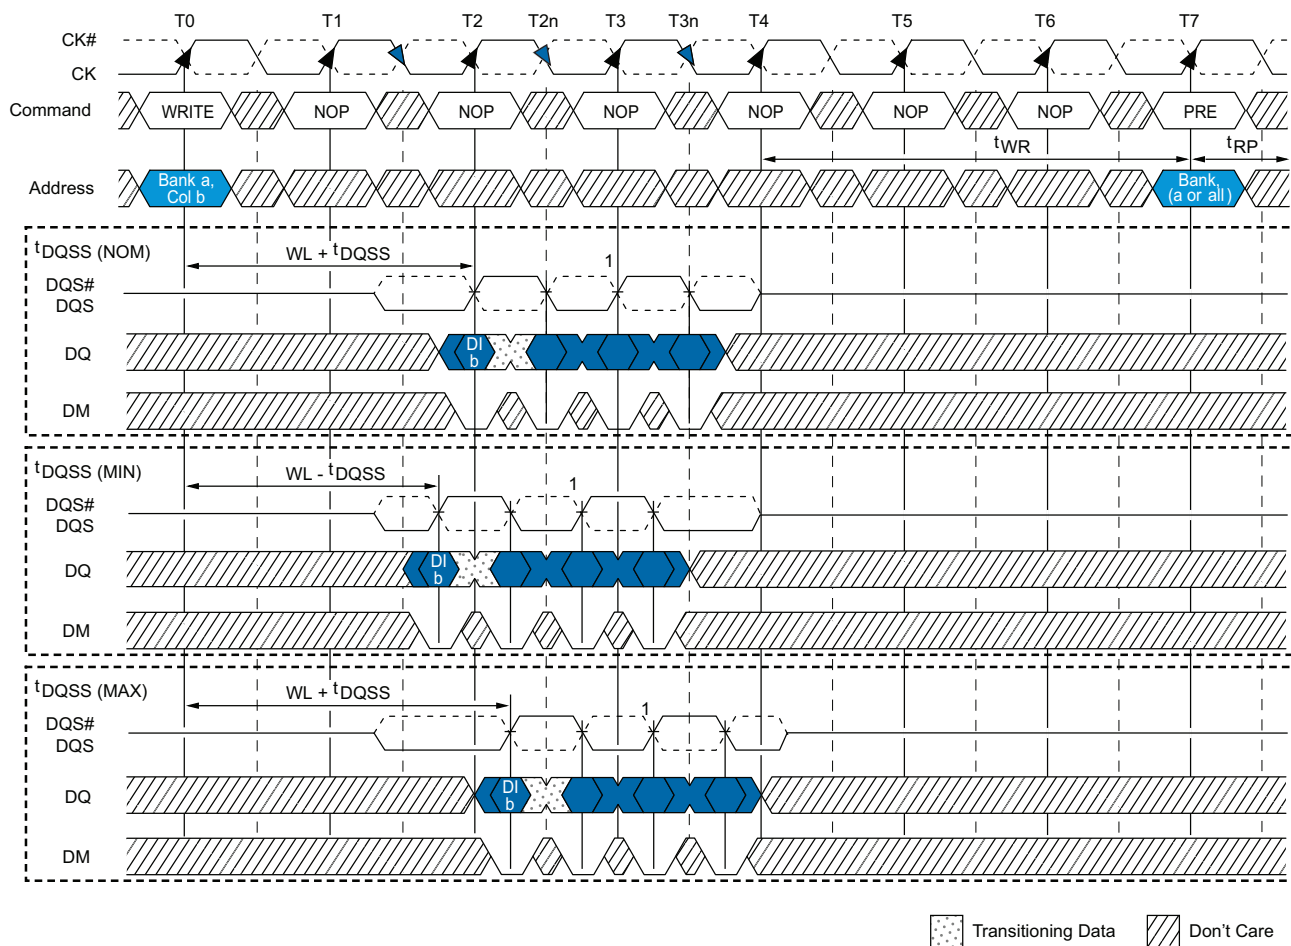 T0 T1 T2 T2n T3 T3n T4 T5 T6 T7
CK#
CK
Command WRITE NOP NOP NOP NOP NOP NOP PRE
tWR tRP
Address Bank a, Col b Bank, (a or all)
tDQSS (NOM)
WL + tDQSS
1
DQS#
DQS
DQ DI b
DM
tDQSS (MIN)
WL - tDQSS
1
DQS#
DQS
DQ DI b
DM
tDQSS (MAX)
WL + tDQSS
1
DQS#
DQS
DQ DI b
DM
Transitioning Data Don't Care